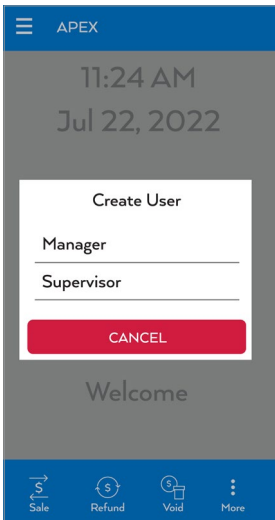 APEX
11:24 AM
Jul 22, 2022
Create User
Manager
Supervisor
CANCEL
Welcome
$ $ $
Sale Refund Void More